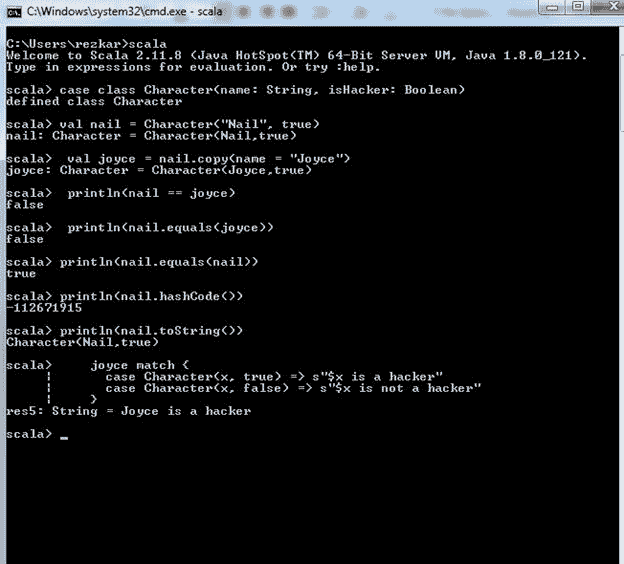 C:\Windows\system32\cmd.exe - scala
C:\Users\rezkar>scala
Welcome to Scala 2.11.8 (Java HotSpot(TM) 64-Bit Server VM, Java 1.8.0_121).
Type in expressions for evaluation. Or try :help.
scala> case class Character(name: String, isHacker: Boolean)
defined class Character
scala> val nail = Character("Nail", true)
nail: Character = Character(Nail,true)
scala>  val joyce = nail.copy(name = "Joyce")
joyce: Character = Character(Joyce,true)
scala>  println(nail == joyce)
false
scala>  println(nail.equals(joyce))
false
scala> println(nail.equals(nail))
true
scala> println(nail.hashCode())
-112671915
scala> println(nail.toString())
Character(Nail,true)
scala>     joyce match {
     |       case Character(x, true) => s"$x is a hacker"
     |       case Character(x, false) => s"$x is not a hacker"
     |     }
res5: String = Joyce is a hacker
scala> _